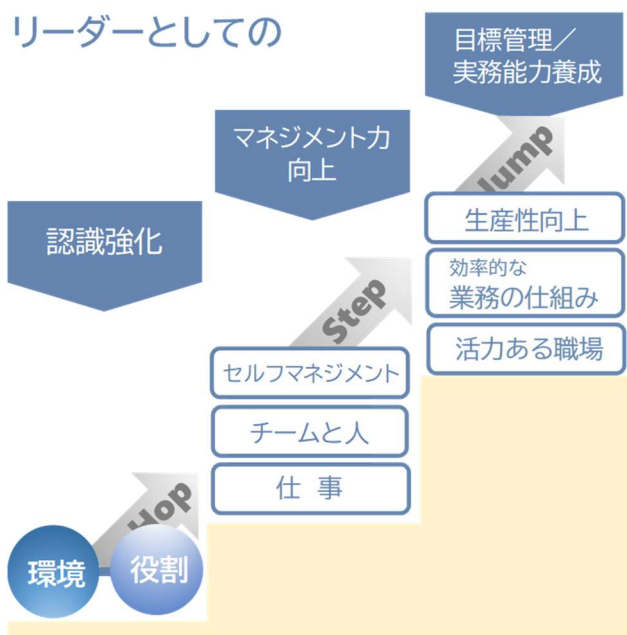 リーダーとしての
認識強化
Hop
環境
役割
マネジメント力
向上
Step
セルフマネジメント
チームと人
仕 事
目標管理／
実務能力養成
Jump
生産性向上
効率的な
業務の仕組み
活力ある職場